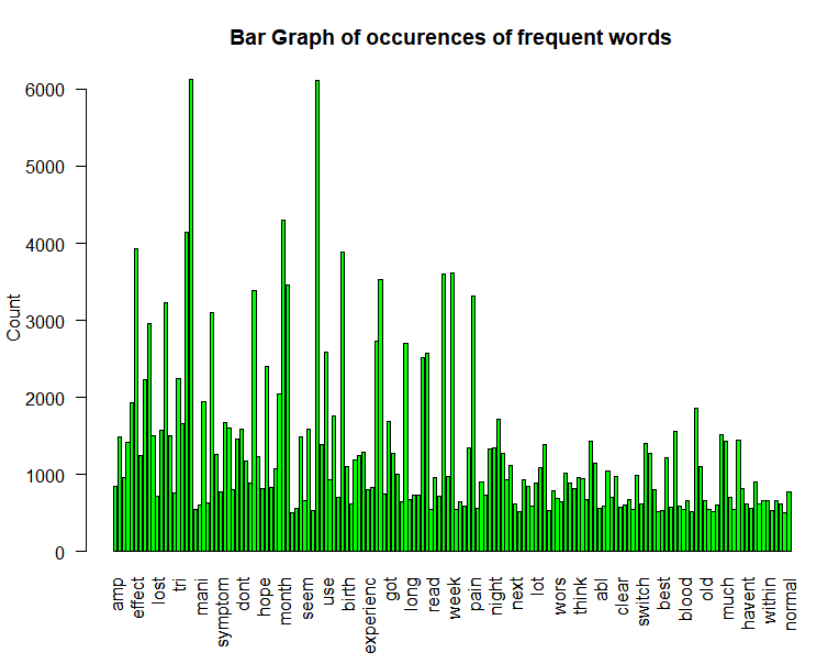 Bar Graph of occurences of frequent words
6000
5000
4000
3000
2000
1000
0
Count
amp
effect
lost
tri
mani
symptom
dont
hope
month
seem
use
birth
experienc
got
long
read
week
pain
night
next
lot
wors
think
abl
clear
switch
best
blood
old
much
havent
within
normal